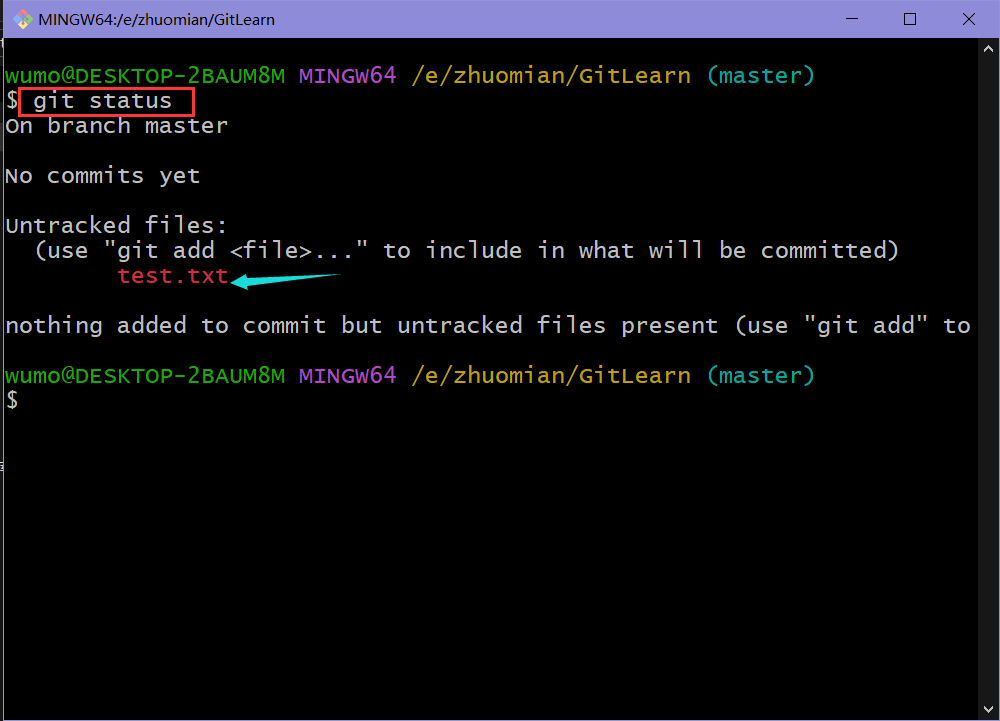 MINGW64:/e/zhuomian/GitLearn
wumo@DESKTOP-2BAUM8M MINGW64 /e/zhuomian/GitLearn (master)
$ git status
On branch master
No commits yet
Untracked files:
(use "git add <file>..." to include in what will be committed)
test.txt
nothing added to commit but untracked files present (use "git add" to
wumo@DESKTOP-2BAUM8M MINGW64 /e/zhuomian/GitLearn (master)
$